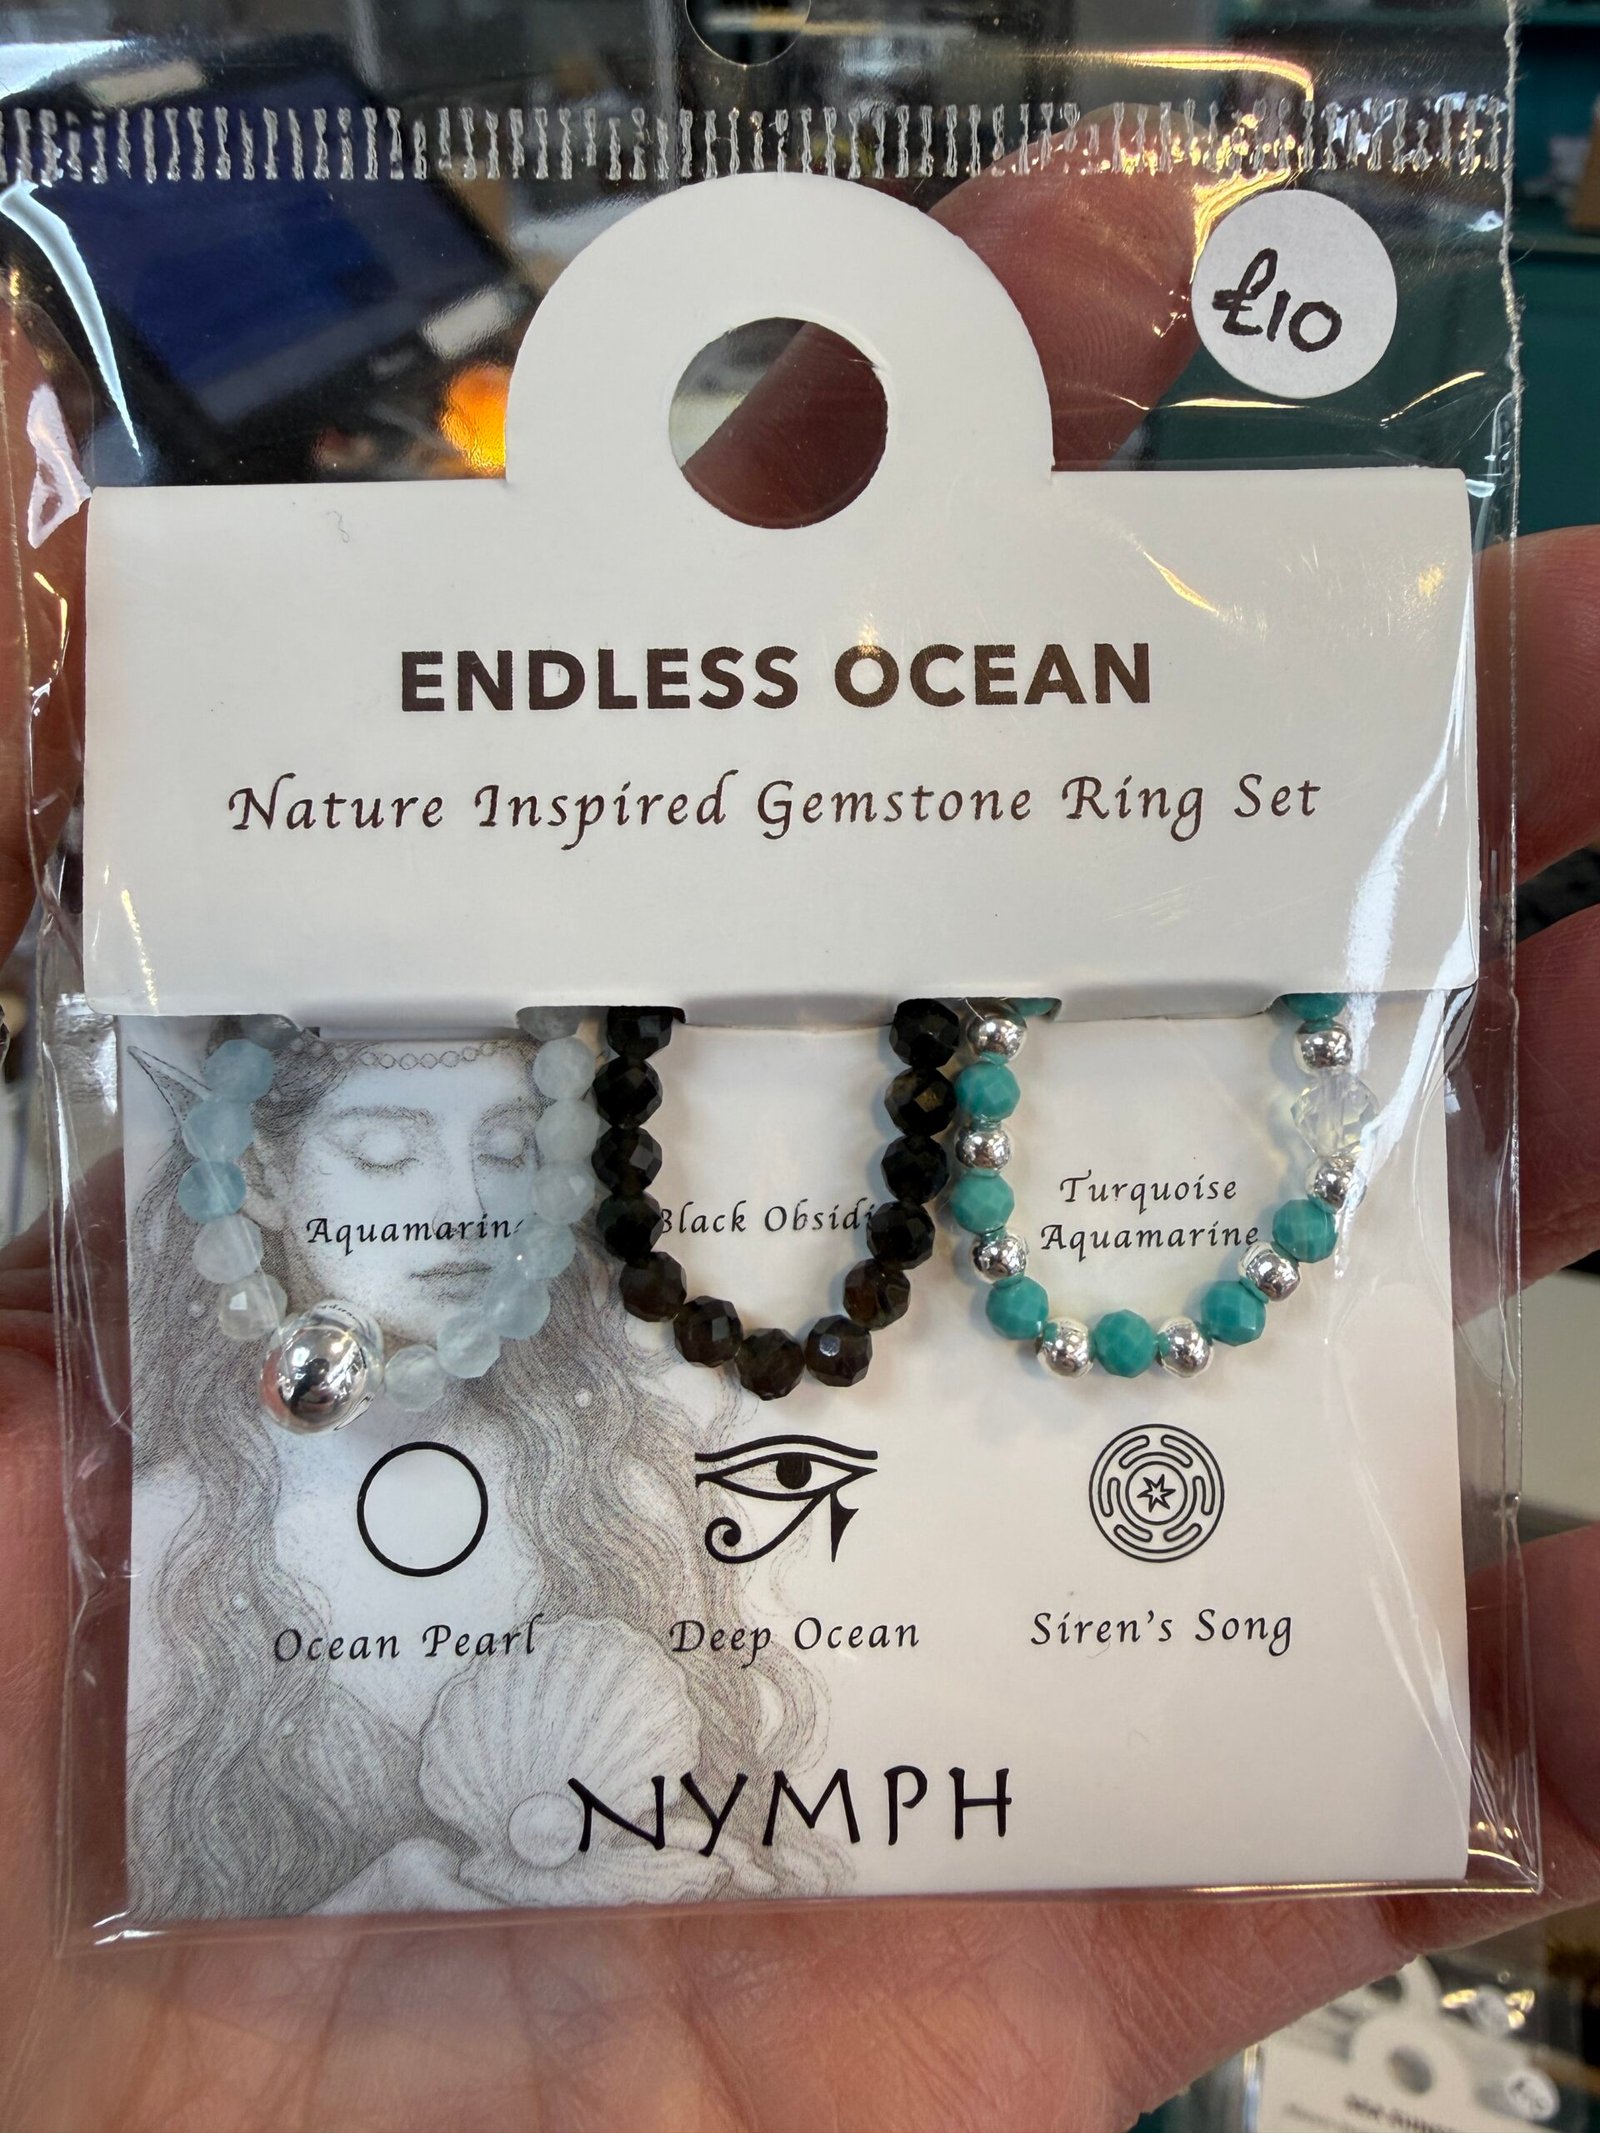 £10
ENDLESS OCEAN
Nature Inspired Gemstone Ring Set
Aquamarin
Black Obsidi
Turquoise
Aquamarine
Ocean Pearl
Deep Ocean
Siren's Song
NYMPH